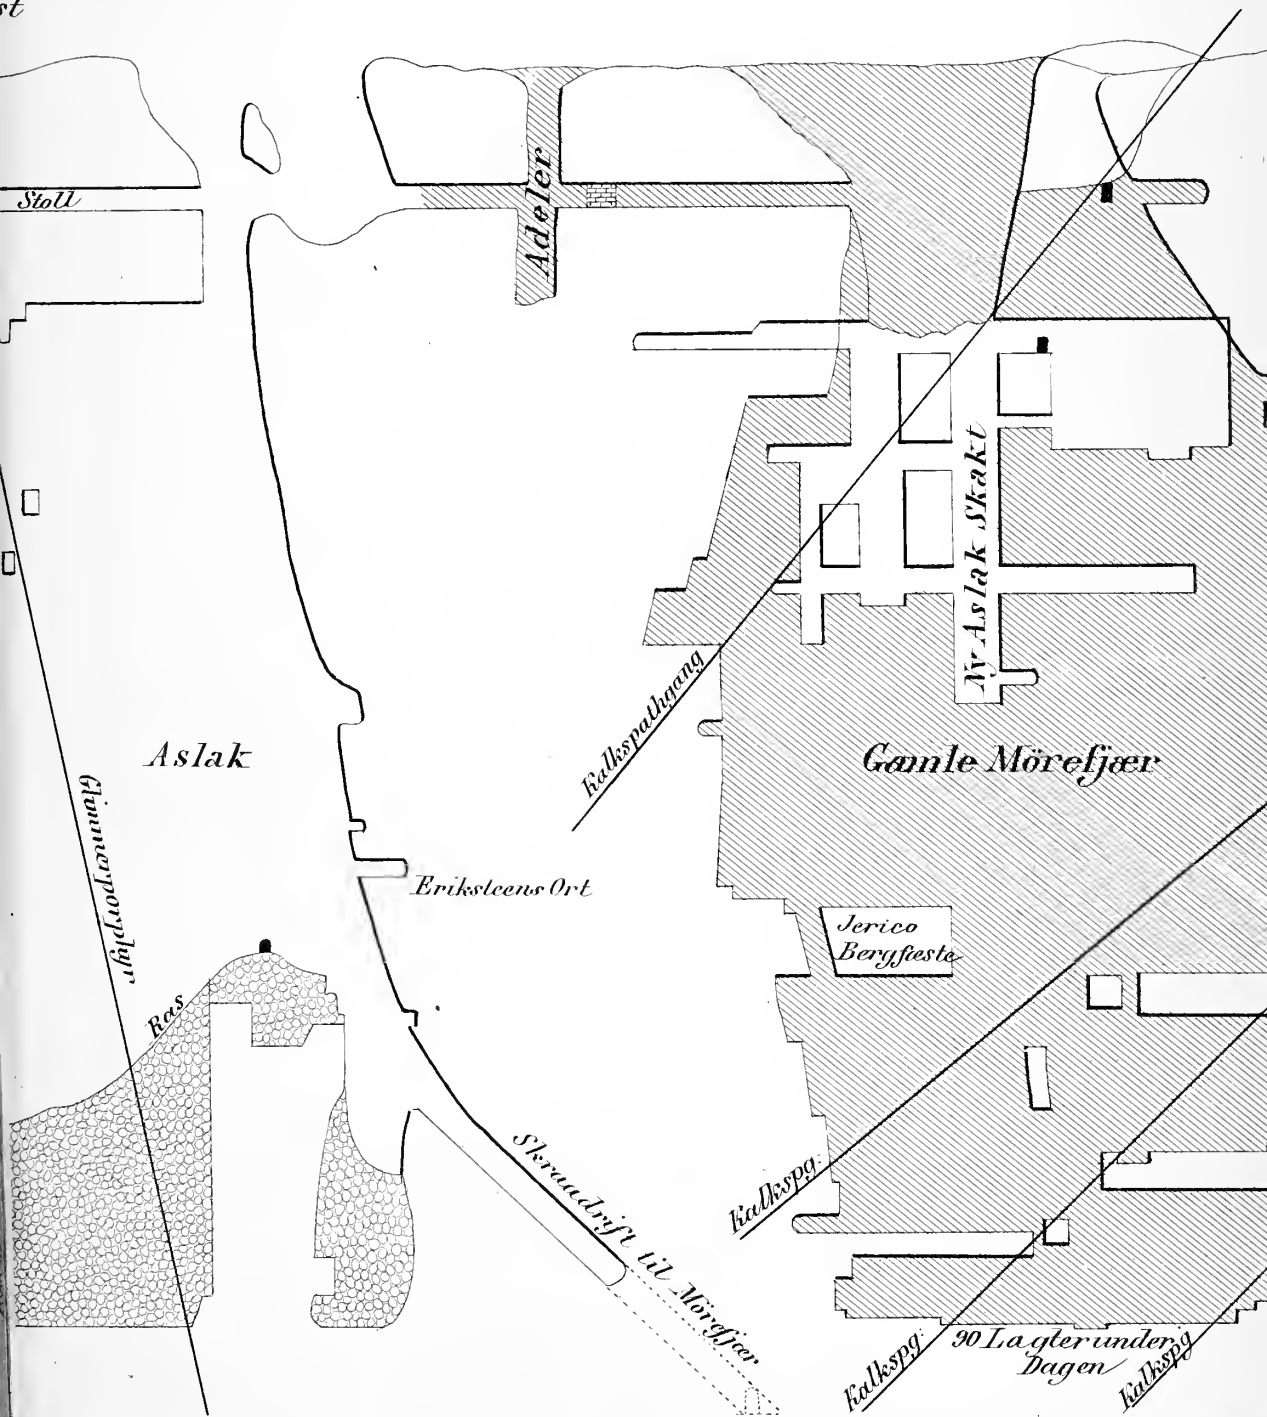 st
Stoll
Adeler
Ny Aslak Skakt
Kalkspathgang
Aslak
Gamle Mörefjær
Glimmerporphyr
Eriksteens Ort
Jerico
Bergfæste
Ras
Skraadrift til Mörefjær
Kalkspg:
Kalkspg:
90 Lagter under
Dagen
Kalkspg